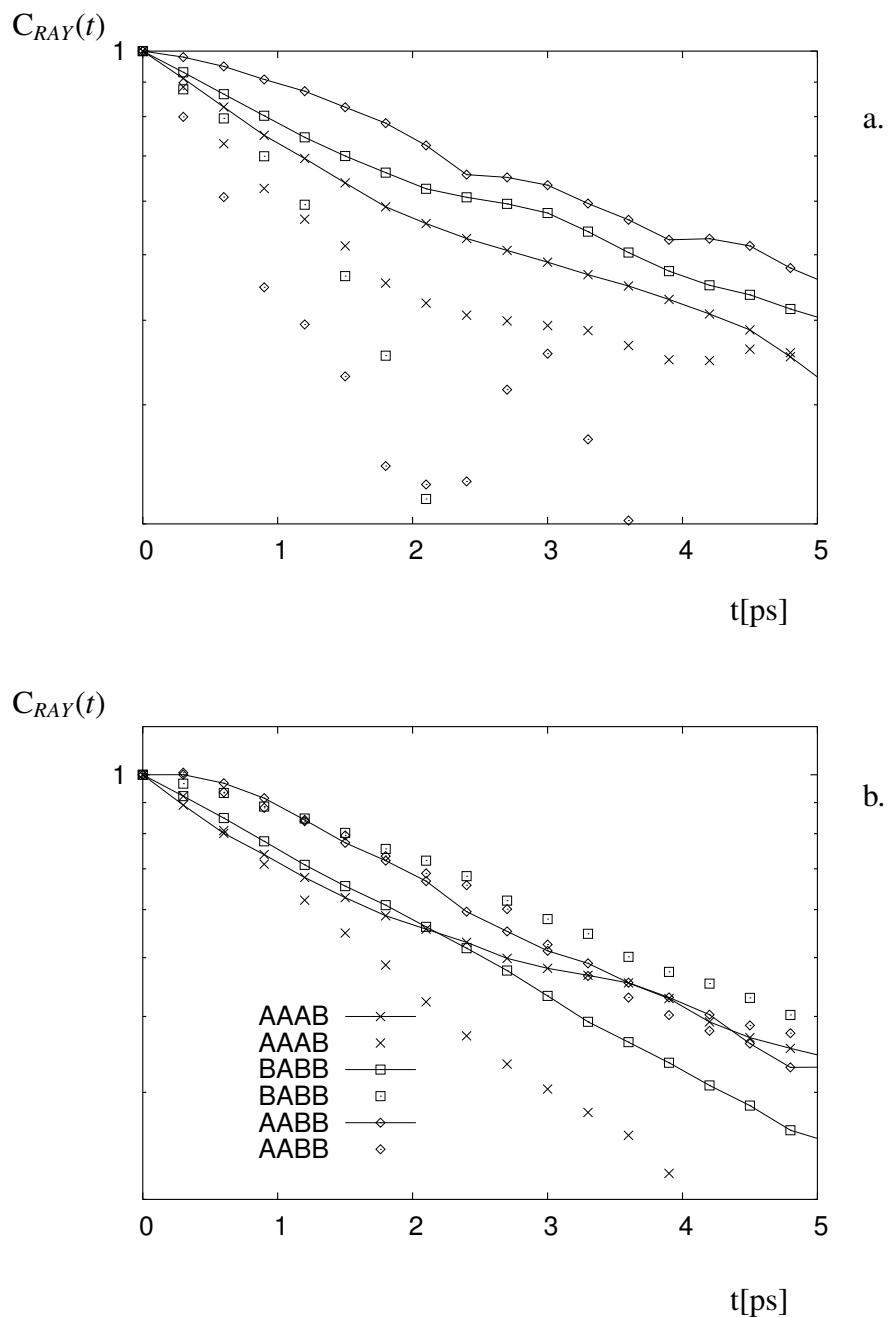 C_RAY(t)
1
a.
0 1 2 3 4 5
t[ps]
C_RAY(t)
1
b.
AAAB
AAAB
BABB
BABB
AABB
AABB
0 1 2 3 4 5
t[ps]